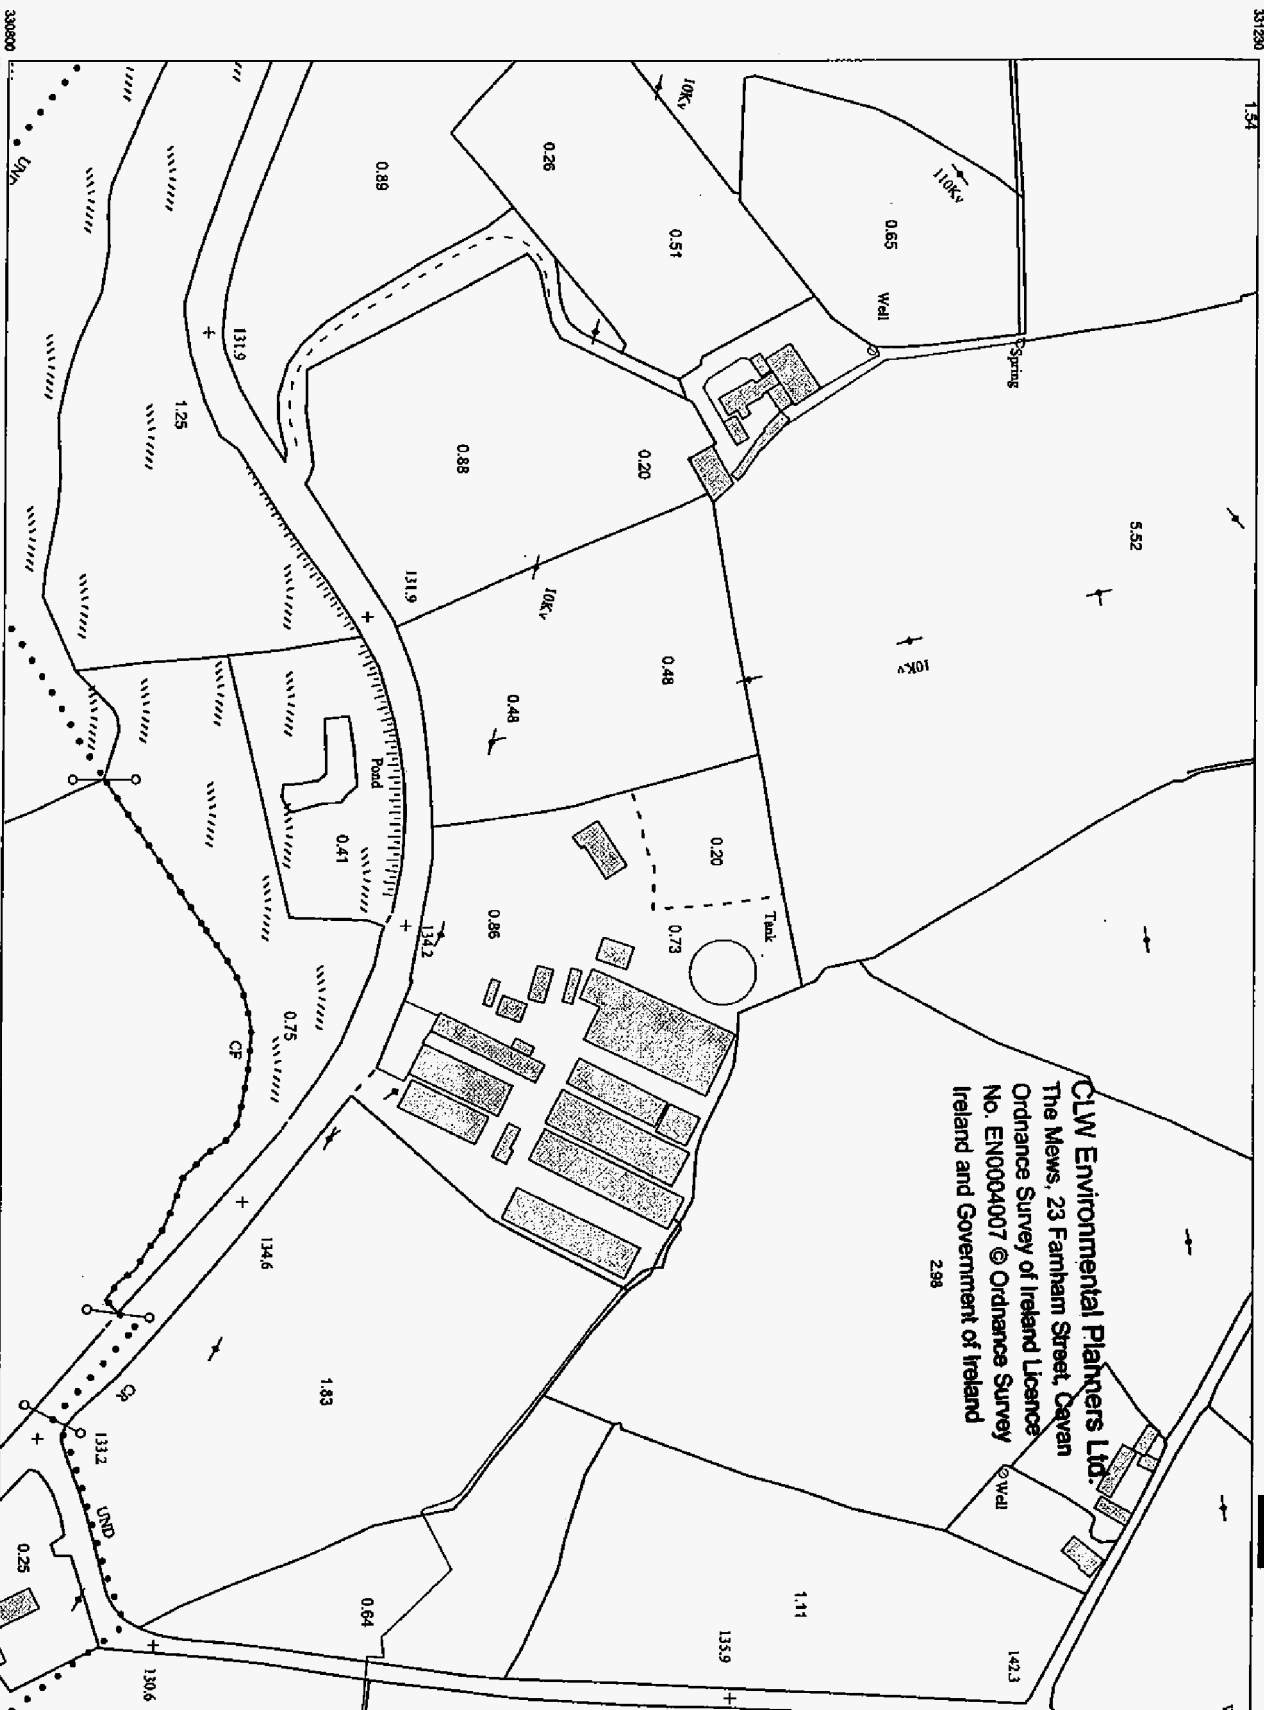 331230
330800
1.54
10Kv
110Kv
0.26
0.89
0.51
0.65
Well
Spring
131.9
1.25
0.88
0.20
5.52
131.9
10Kv
10Kv
0.48
0.48
Pond
0.41
0.20
Tank
0.73
0.86
134.2
0.75
CF
CLW Environmental Planners Ltd.
The Mews, 23 Farnham Street, Cavan
Ordnance Survey of Ireland Licence
No. EN0004007 © Ordnance Survey
Ireland and Government of Ireland
2.98
134.6
1.83
CS
133.2
UND
Well
0.25
0.64
1.11
135.9
142.3
130.6